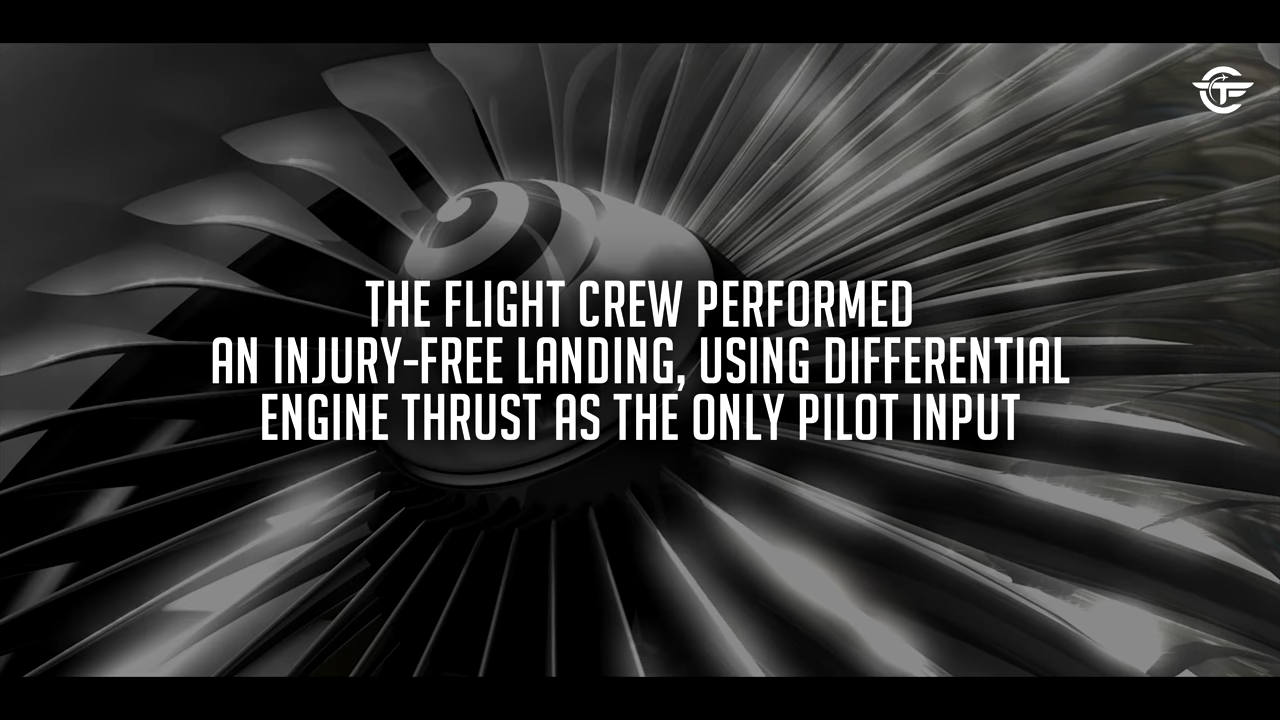 THE FLIGHT CREW PERFORMED
AN INJURY-FREE LANDING, USING DIFFERENTIAL
ENGINE THRUST AS THE ONLY PILOT INPUT